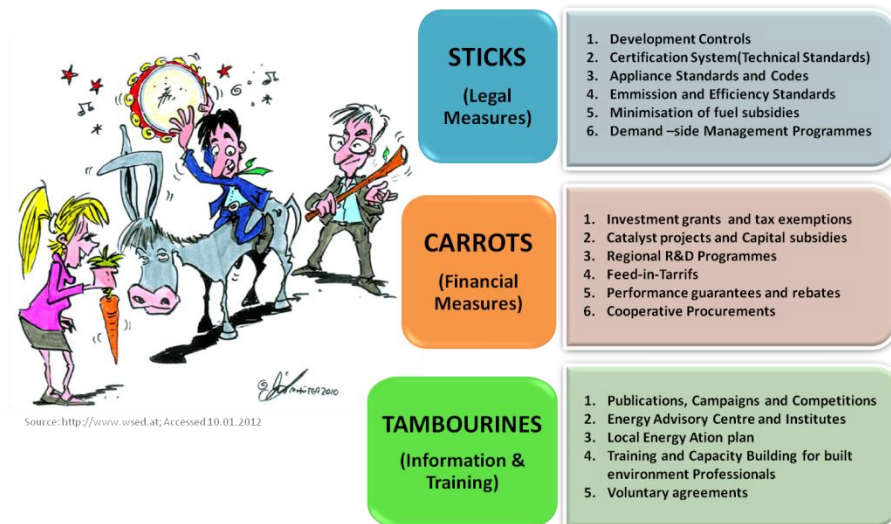 STICKS
(Legal
Measures)
1. Development Controls
2. Certification System(Technical Standards)
3. Appliance Standards and Codes
4. Emmission and Efficiency Standards
5. Minimisation of fuel subsidies
6. Demand –side Management Programmes
CARROTS
(Financial
Measures)
1. Investment grants and tax exemptions
2. Catalyst projects and Capital subsidies
3. Regional R&D Programmes
4. Feed-in-Tarrifs
5. Performance guarantees and rebates
6. Cooperative Procurements
TAMBOURINES
(Information &
Training)
1. Publications, Campaigns and Competitions
2. Energy Advisory Centre and Institutes
3. Local Energy Ation plan
4. Training and Capacity Building for built
environment Professionals
5. Voluntary agreements
Source: http://www.wsed.at; Accessed 10.01.2012